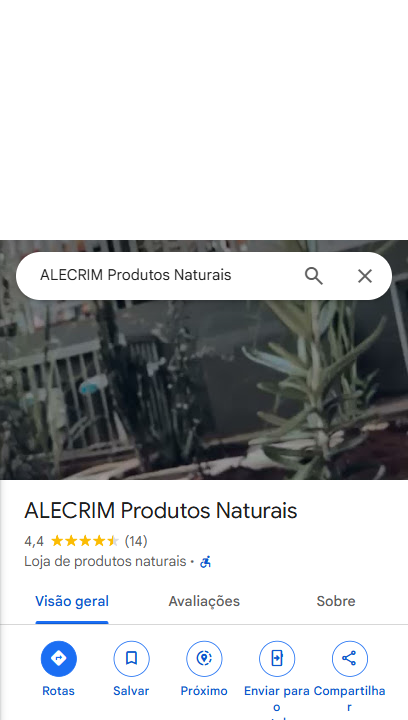 ALECRIM Produtos Naturais
ALECRIM Produtos Naturais
4,4 (14)
Loja de produtos naturais ·
Visão geral Avaliações Sobre
Rotas Salvar Próximo Enviar para o Compartilhar